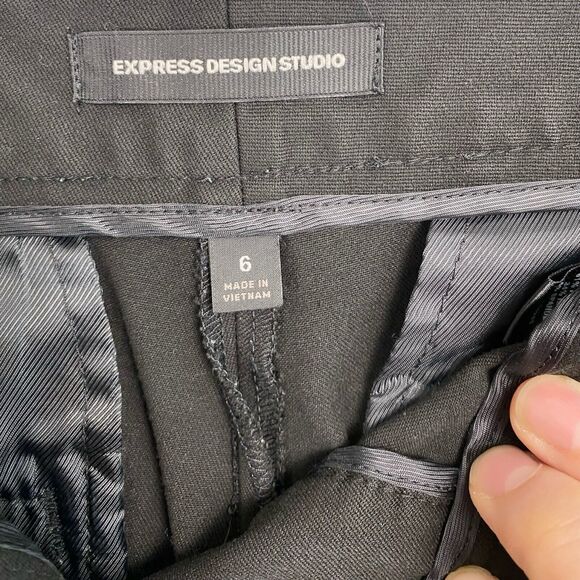 EXPRESS DESIGN STUDIO
6
MADE IN
VIETNAM